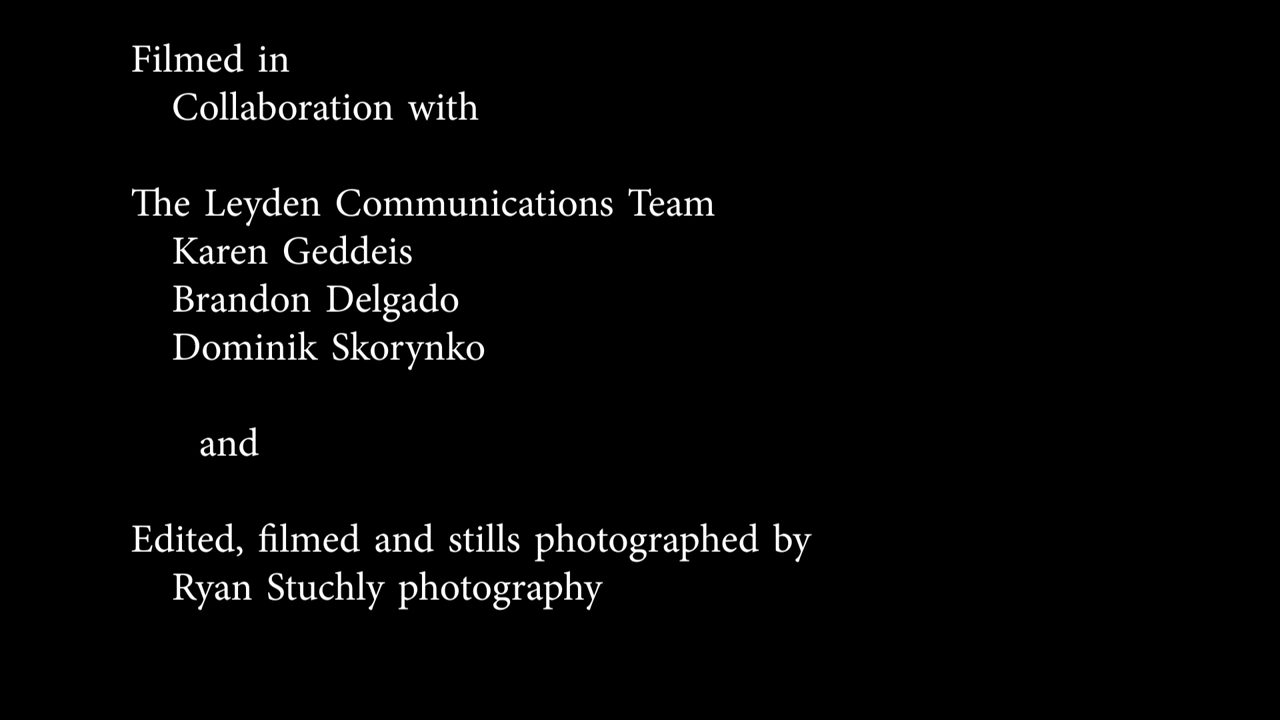 Filmed in
Collaboration with
The Leyden Communications Team
Karen Geddeis
Brandon Delgado
Dominik Skorynko
and
Edited, filmed and stills photographed by
Ryan Stuchly photography